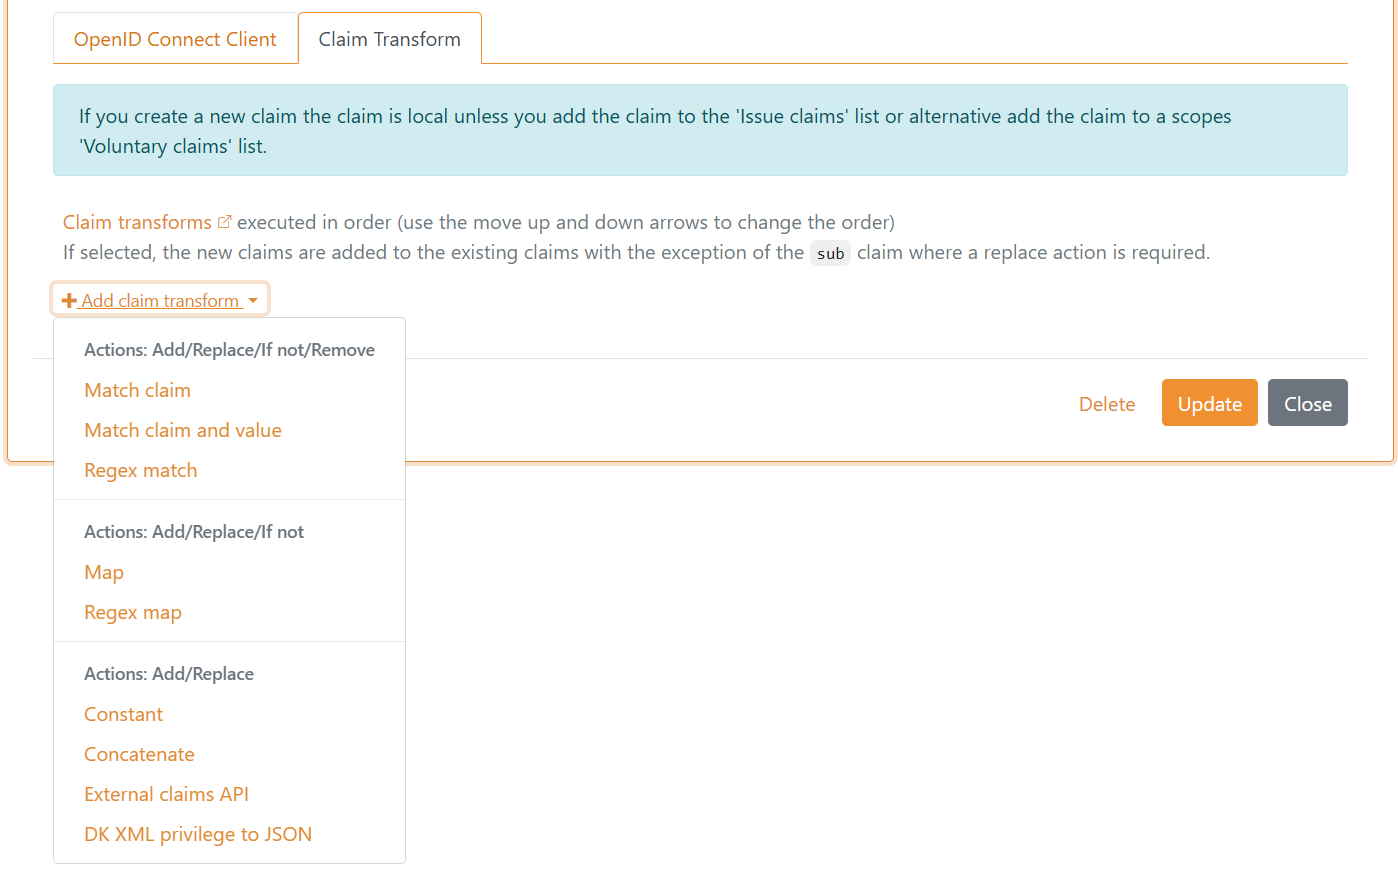 OpenID Connect Client
Claim Transform
If you create a new claim the claim is local unless you add the claim to the 'Issue claims' list or alternative add the claim to a scopes
'Voluntary claims' list.
Claim transforms executed in order (use the move up and down arrows to change the order)
If selected, the new claims are added to the existing claims with the exception of the sub claim where a replace action is required.
Add claim transform
Actions: Add/Replace/If not/Remove
Match claim
Match claim and value
Regex match
Actions: Add/Replace/If not
Map
Regex map
Actions: Add/Replace
Constant
Concatenate
External claims API
DK XML privilege to JSON
Delete
Update
Close